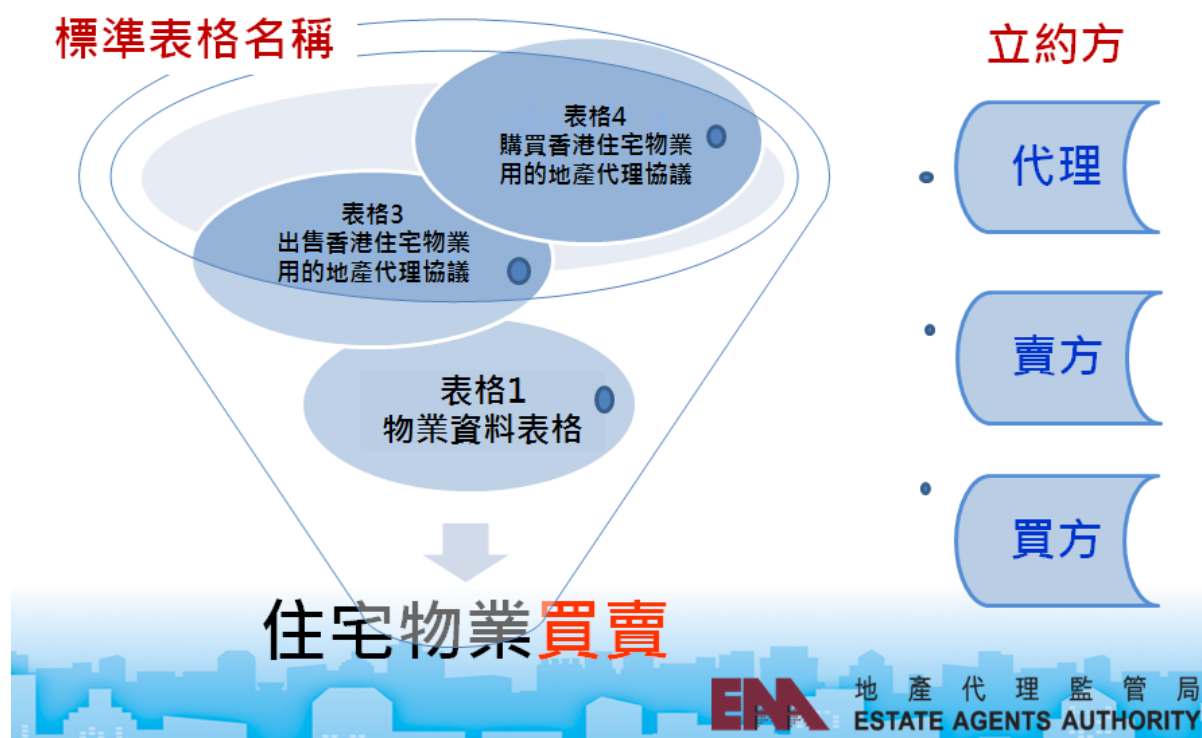 標準表格名稱
立約方
表格4
購買香港住宅物業
用的地產代理協議
表格3
出售香港住宅物業
用的地產代理協議
表格1
物業資料表格
代理
賣方
買方
住宅物業買賣
地產代理監管局
ESTATE AGENTS AUTHORITY